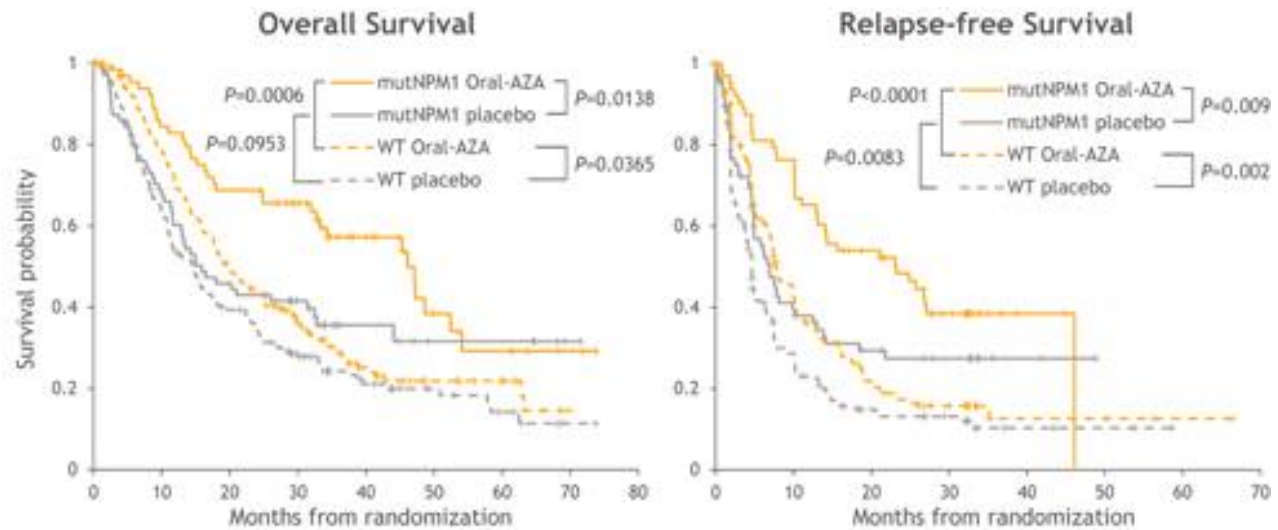 Overall Survival
Relapse-free Survival
Survival probability
1
0.8
0.6
0.4
0.2
0
0 10 20 30 40 50 60 70 80
Months from randomization
P=0.0006
P=0.0953
mutNPM1 Oral-AZA
mutNPM1 placebo
WT Oral-AZA
WT placebo
P=0.0138
P=0.0365
1
0.8
0.6
0.4
0.2
0
0 10 20 30 40 50 60 70
Months from randomization
P<0.0001
P=0.0083
mutNPM1 Oral-AZA
mutNPM1 placebo
WT Oral-AZA
WT placebo
P=0.009
P=0.002